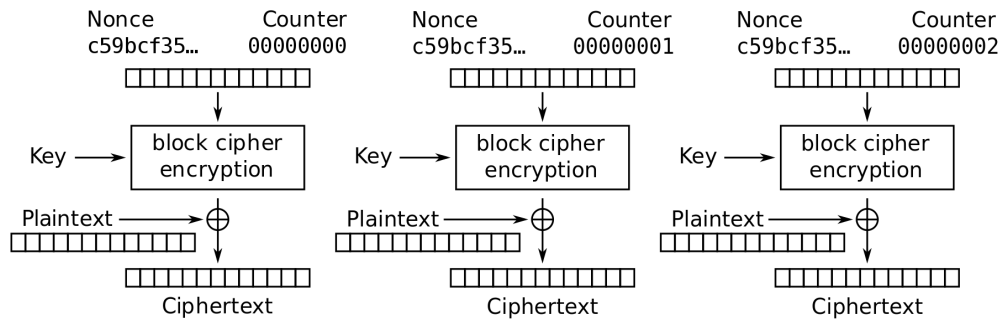 Nonce Counter Nonce Counter Nonce Counter
c59bcf35… 00000000 c59bcf35… 00000001 c59bcf35… 00000002
block cipher block cipher block cipher
Key Key Key
encryption encryption encryption
Plaintext Plaintext Plaintext
Ciphertext Ciphertext Ciphertext